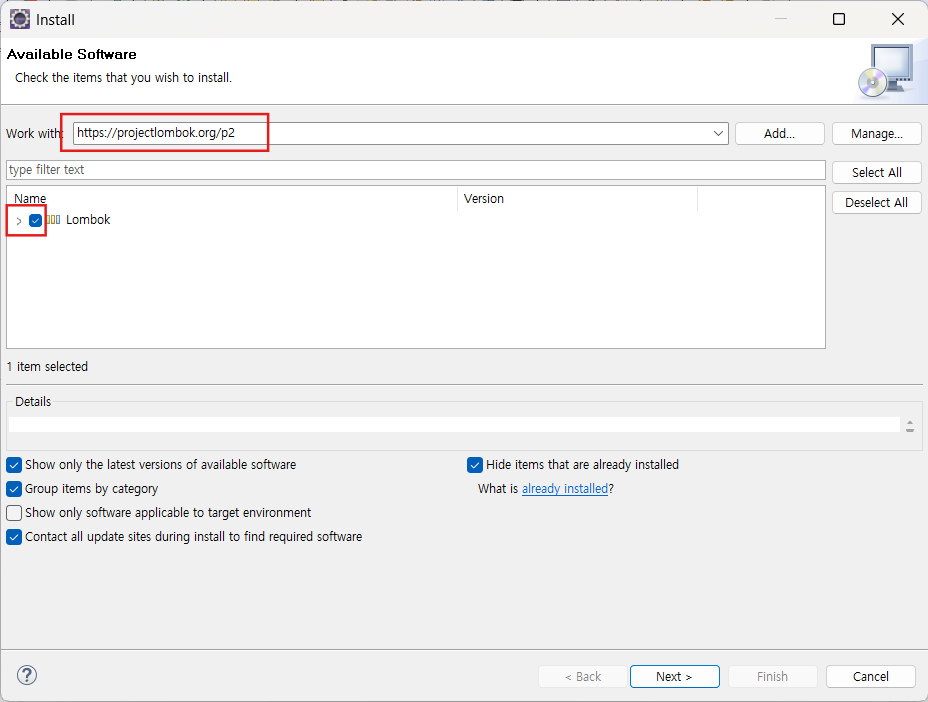 Install
Available Software
Check the items that you wish to install.
Work with: https://projectlombok.org/p2 Add... Manage...
type filter text
Select All
Name Version
Deselect All
Lombok
1 item selected
Details
Show only the latest versions of available software Hide items that are already installed
Group items by category What is already installed?
Show only software applicable to target environment
Contact all update sites during install to find required software
? < Back Next > Finish Cancel